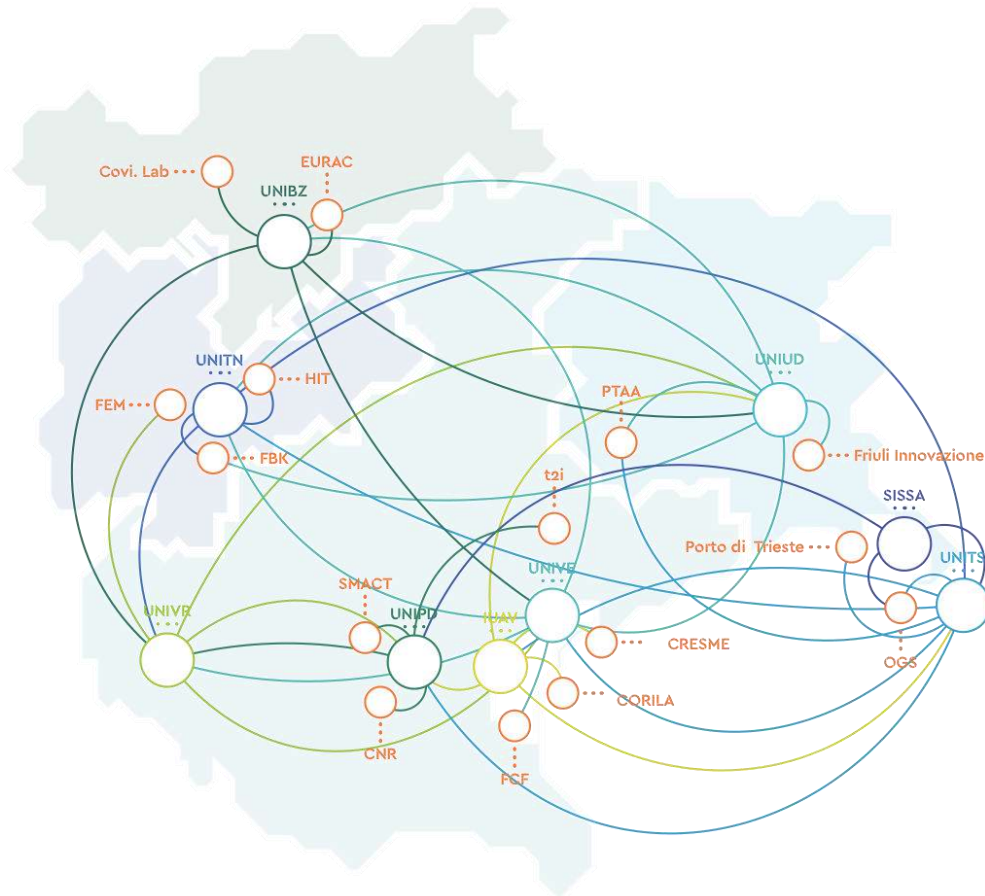 EURAC
Covi. Lab
UNIBZ
UNITN
UNIUD
HIT
PTAA
FEM
FBK
Friuli Innovazione
t2i
SISSA
Porto di Trieste
UNITS
UNIVE
SMACT
UNIVR
UNIPD
IUAV
CRESME
OGS
CORILA
CNR
FCF